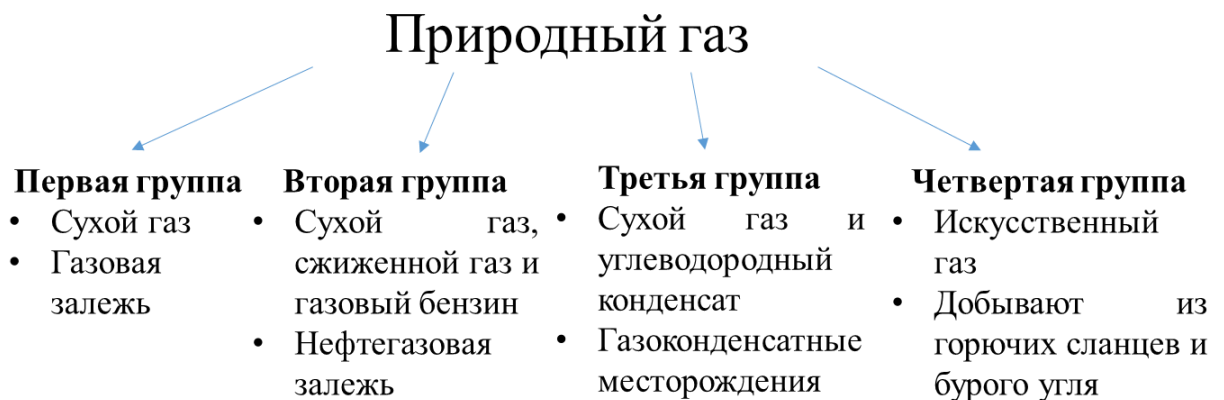 Природный газ
Первая группа
• Сухой газ
• Газовая
залежь
Вторая группа
• Сухой газ,
сжиженной газ и
газовый бензин
• Нефтегазовая
залежь
Третья группа
• Сухой газ и
углеводородный
конденсат
• Газоконденсатные
месторождения
Четвертая группа
• Искусственный
газ
• Добывают из
горючих сланцев и
бурого угля